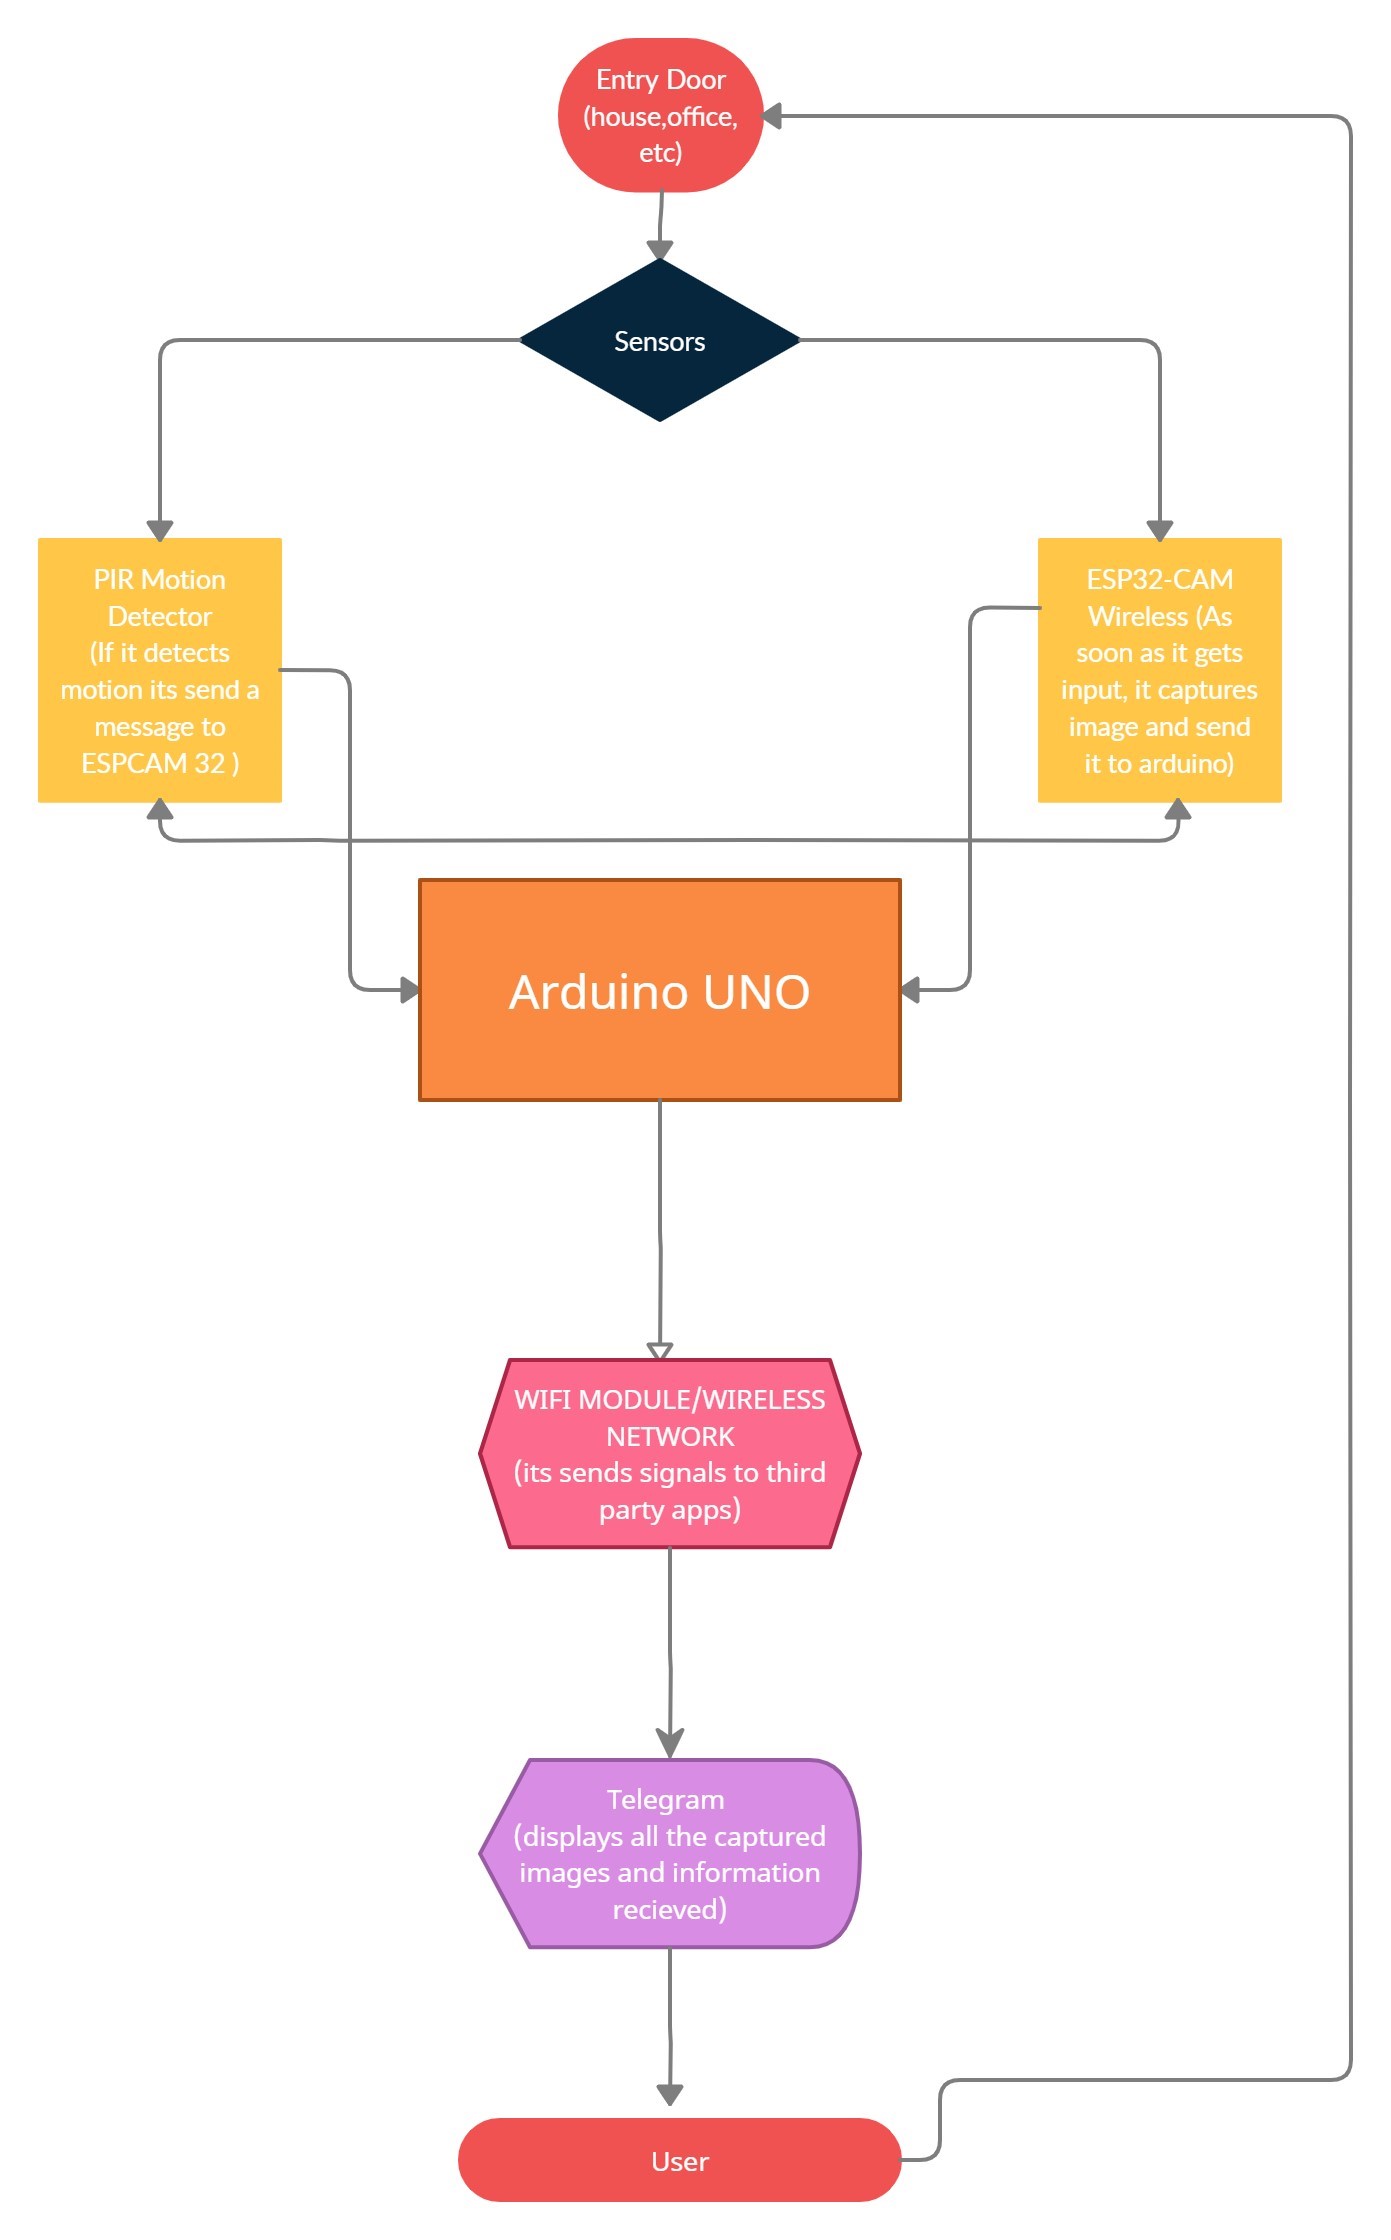 Entry Door
(house,office,
etc)
Sensors
PIR Motion
Detector
(If it detects
motion its send a
message to
ESPCAM 32 )
ESP32-CAM
Wireless (As
soon as it gets
input, it captures
image and send
it to arduino)
Arduino UNO
WIFI MODULE/WIRELESS
NETWORK
(its sends signals to third
party apps)
Telegram
(displays all the captured
images and information
recieved)
User